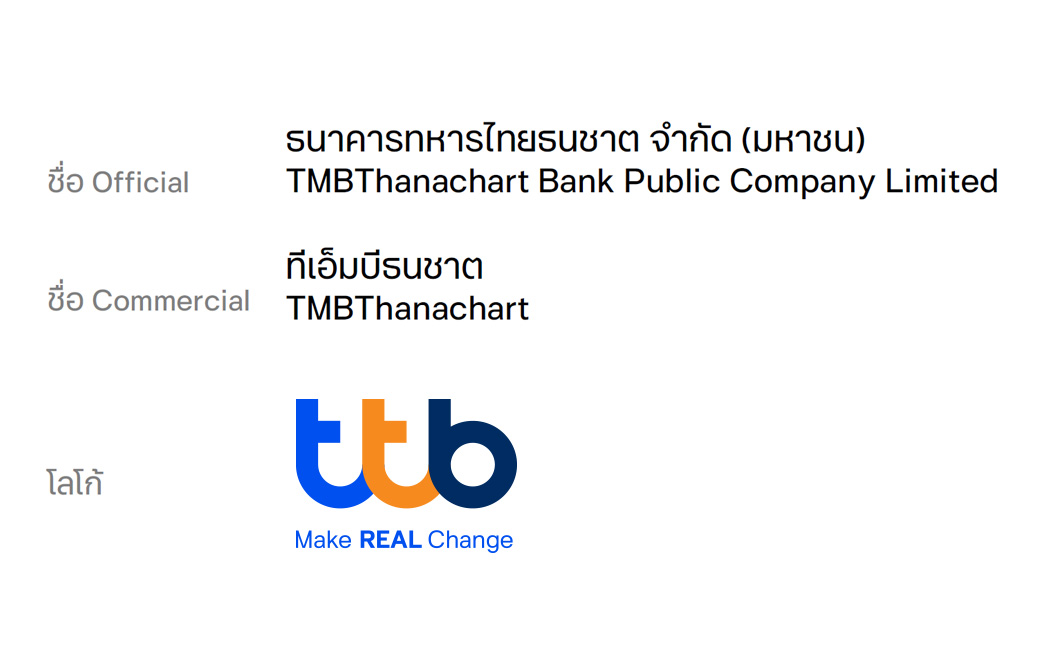 ธนาคารทหารไทยธนชาต จำกัด (มหาชน)
ชื่อ Official TMBThanachart Bank Public Company Limited
ทีเอ็มบีธนชาต
ชื่อ Commercial TMBThanachart
โลโก้ ttb
Make REAL Change